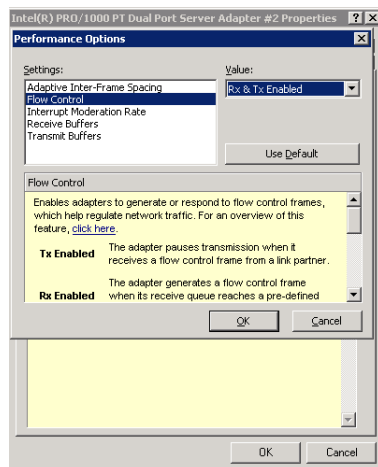 Intel(R) PRO/1000 PT Dual Port Server Adapter #2 Properties
Performance Options
Settings:
Value:
Adaptive Inter-Frame Spacing
Flow Control
Interrupt Moderation Rate
Receive Buffers
Transmit Buffers
Rx & Tx Enabled
Use Default
Flow Control
Enables adapters to generate or respond to flow control frames,
which help regulate network traffic. For an overview of this
feature, click here.
Tx Enabled The adapter pauses transmission when it
receives a flow control frame from a link partner.
The adapter generates a flow control frame
Rx Enabled when its receive queue reaches a pre-defined
OK Cancel
OK Cancel